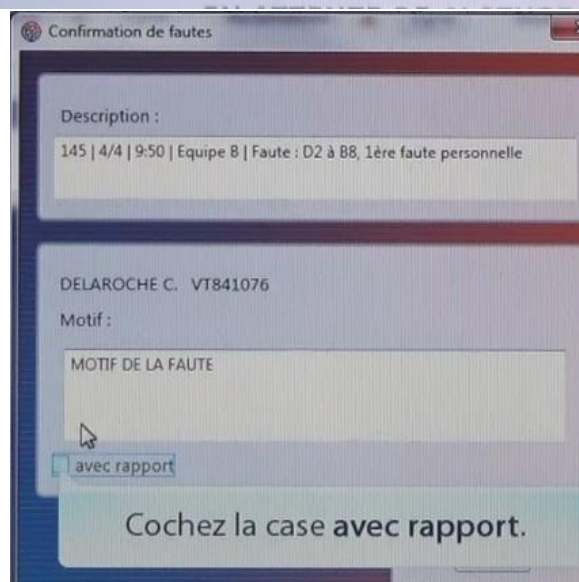 Confirmation de fautes
Description :
145 | 4/4 | 9:50 | Equipe B | Faute : D2 à B8, 1ère faute personnelle
DELAROCHE C. VT841076
Motif :
MOTIF DE LA FAUTE
avec rapport
Cochez la case avec rapport.